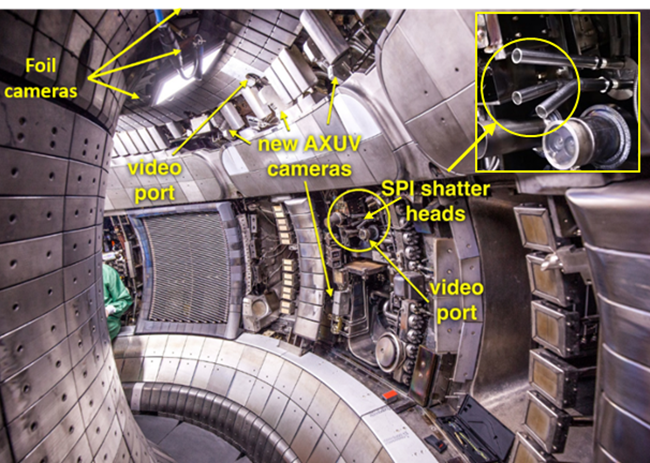 Foil
cameras
video
port
new AXUV
cameras
SPI shatter
heads
video
port